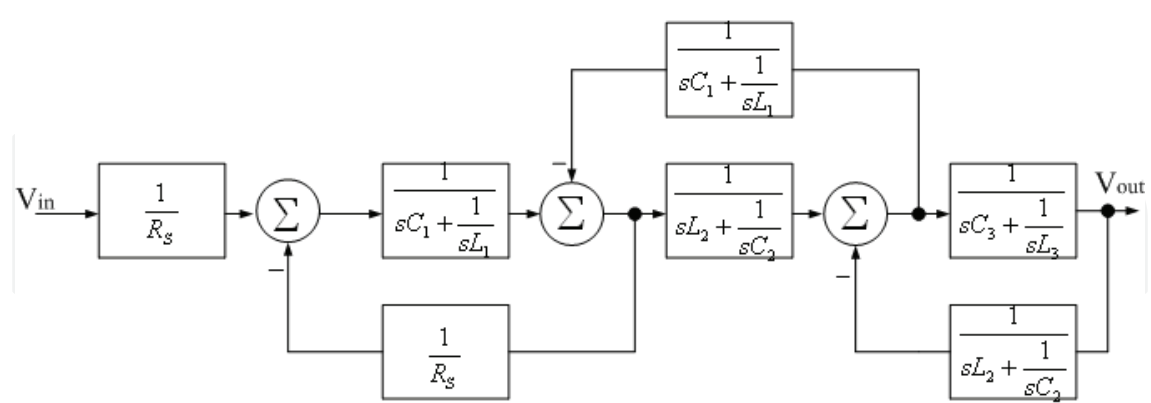 1
sC₁ + 1
sL₁
V_in
1
R_S
Σ
1
sC₁ + 1
sL₁
−
Σ
1
sL₂ + 1
sC₂
Σ
1
sC₃ + 1
sL₃
V_out
−
1
R_S
−
1
sL₂ + 1
sC₂